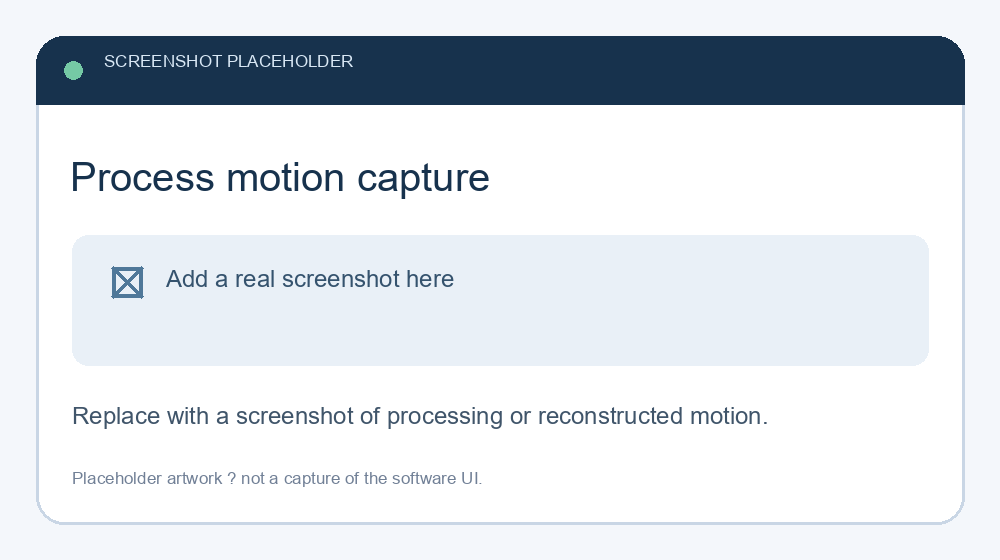 SCREENSHOT PLACEHOLDER
Process motion capture
Add a real screenshot here
Replace with a screenshot of processing or reconstructed motion.
Placeholder artwork ? not a capture of the software UI.